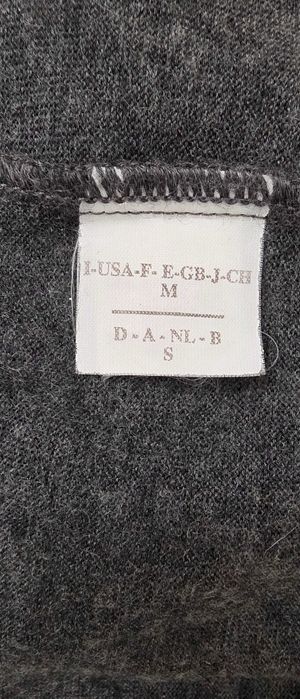 I-USA-F- E-GB-J-CH
M
D - A - NL - B
S